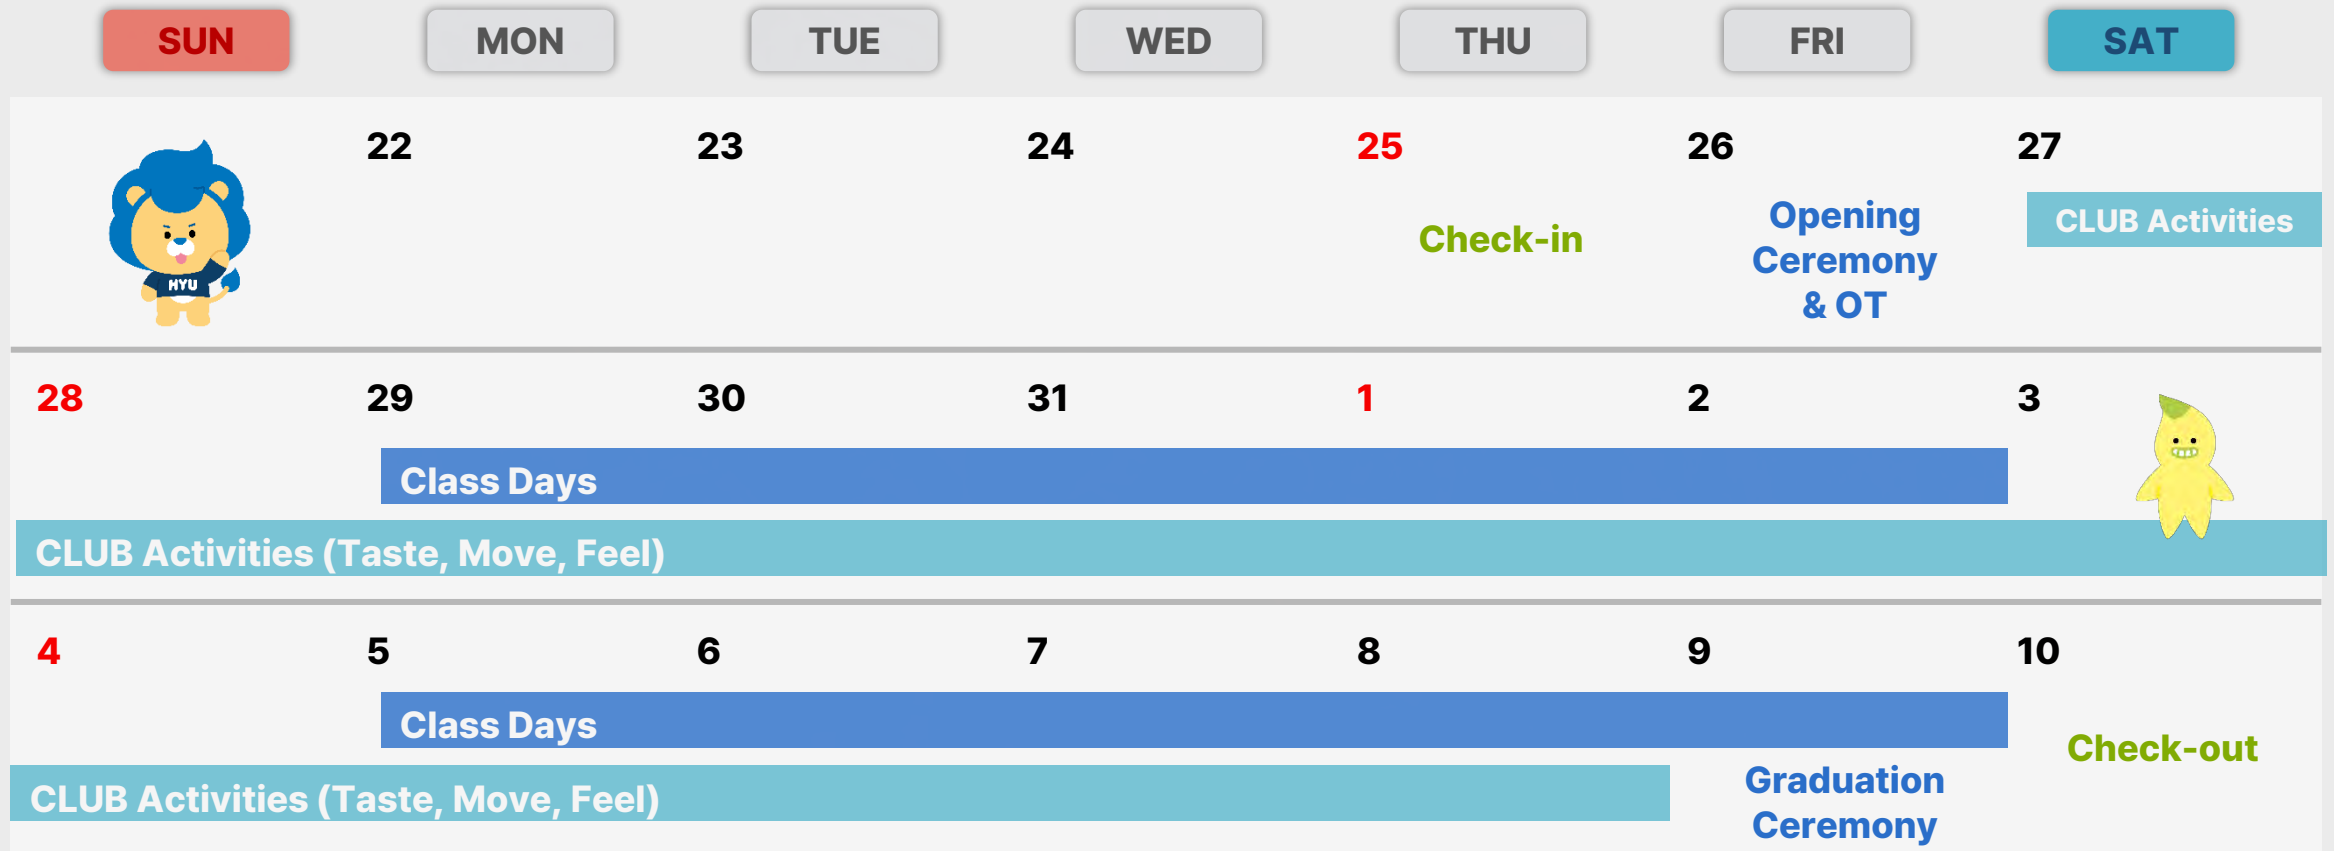 SUN MON TUE WED THU FRI SAT
22 23 24 25 26 27
HYU
Check-in
Opening
Ceremony
& OT
CLUB Activities
28 29 30 31 1 2 3
Class Days
CLUB Activities (Taste, Move, Feel)
4 5 6 7 8 9 10
Class Days
CLUB Activities (Taste, Move, Feel)
Graduation
Ceremony
Check-out